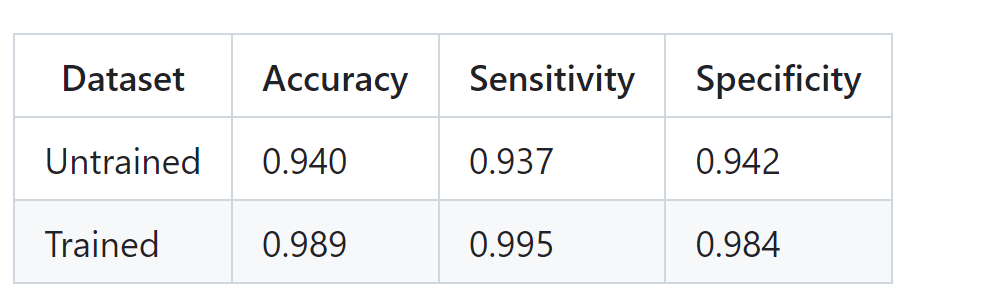 Dataset Accuracy Sensitivity Specificity
Untrained 0.940 0.937 0.942
Trained 0.989 0.995 0.984